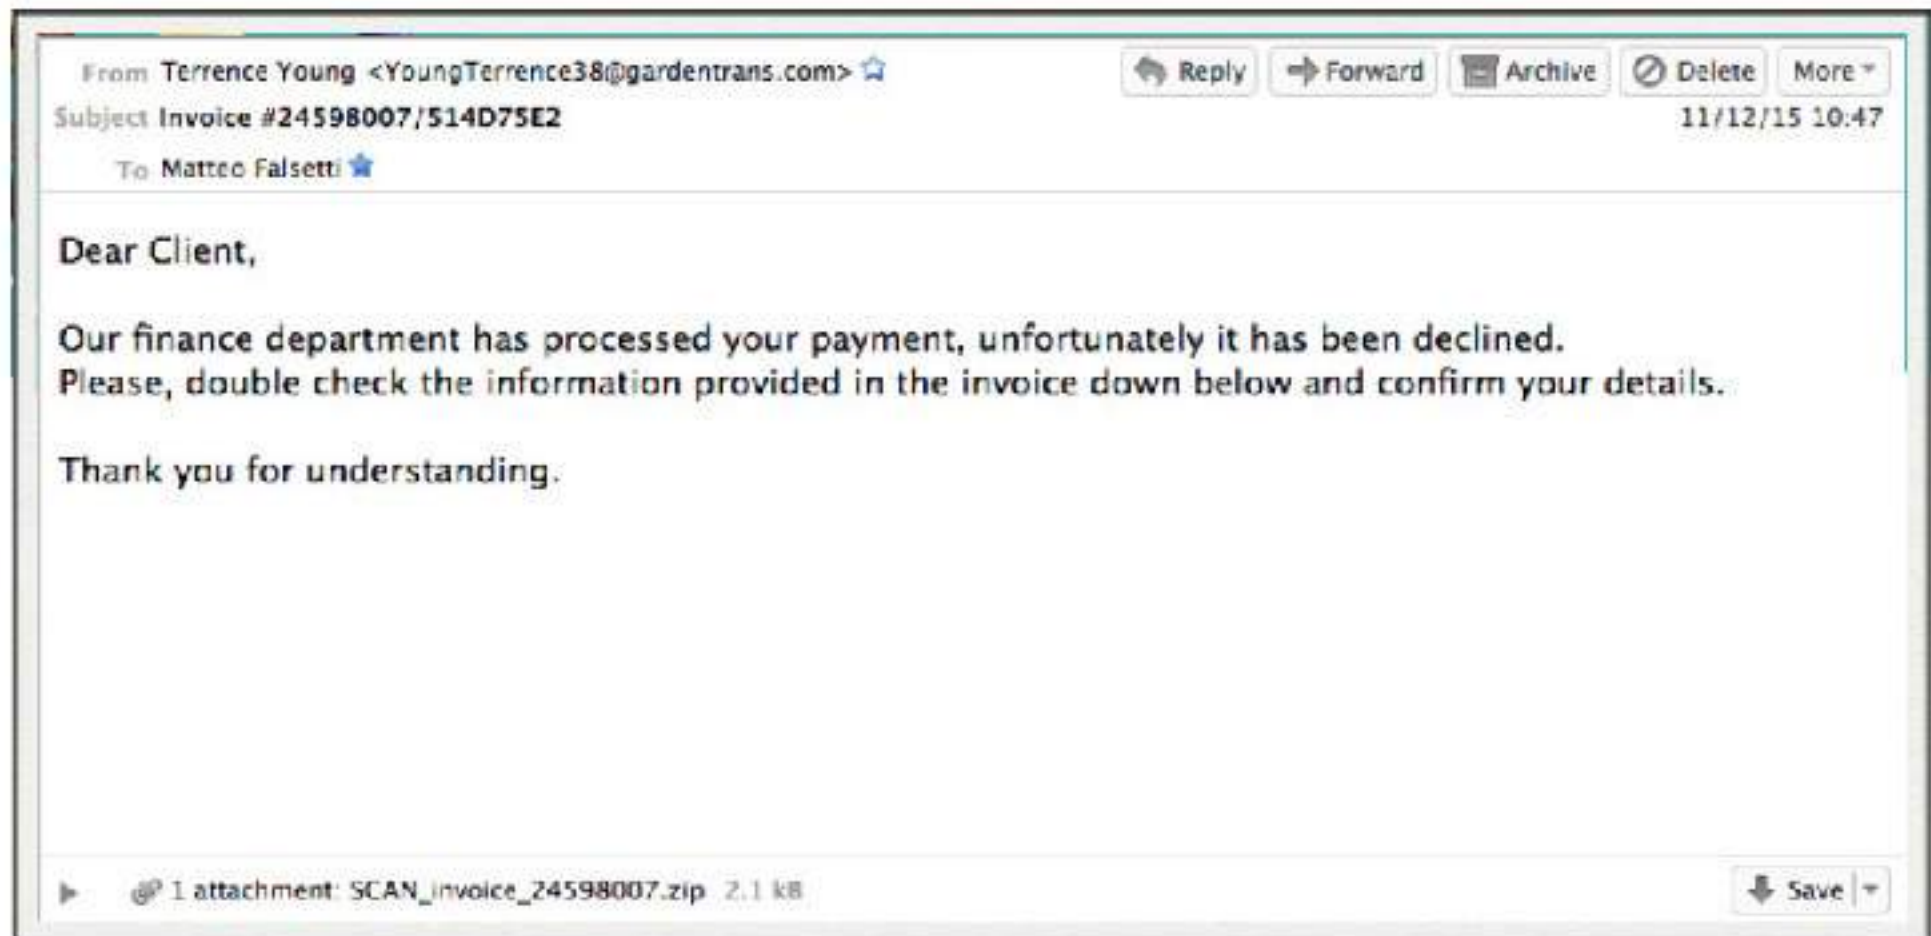 From Terrence Young <YoungTerrence38@gardentrans.com>
Reply Forward Archive Delete More
Subject Invoice #24598007/514D75E2
11/12/15 10:47
To Matteo Falsetti
Dear Client,
Our finance department has processed your payment, unfortunately it has been declined.
Please, double check the information provided in the invoice down below and confirm your details.
Thank you for understanding.
1 attachment: SCAN_invoice_24598007.zip 2.1 kB
Save